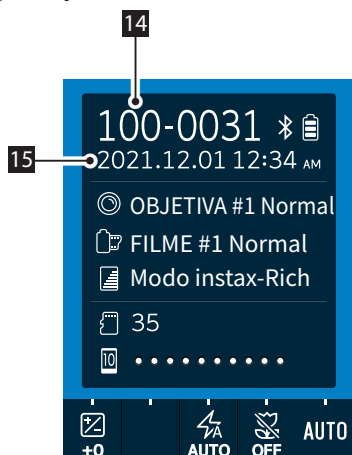 14
100-0031
15
2021.12.01 12:34 AM
OBJETIVA #1 Normal
FILME #1 Normal
Modo instax-Rich
35
10
+0
A
AUTO
OFF
AUTO